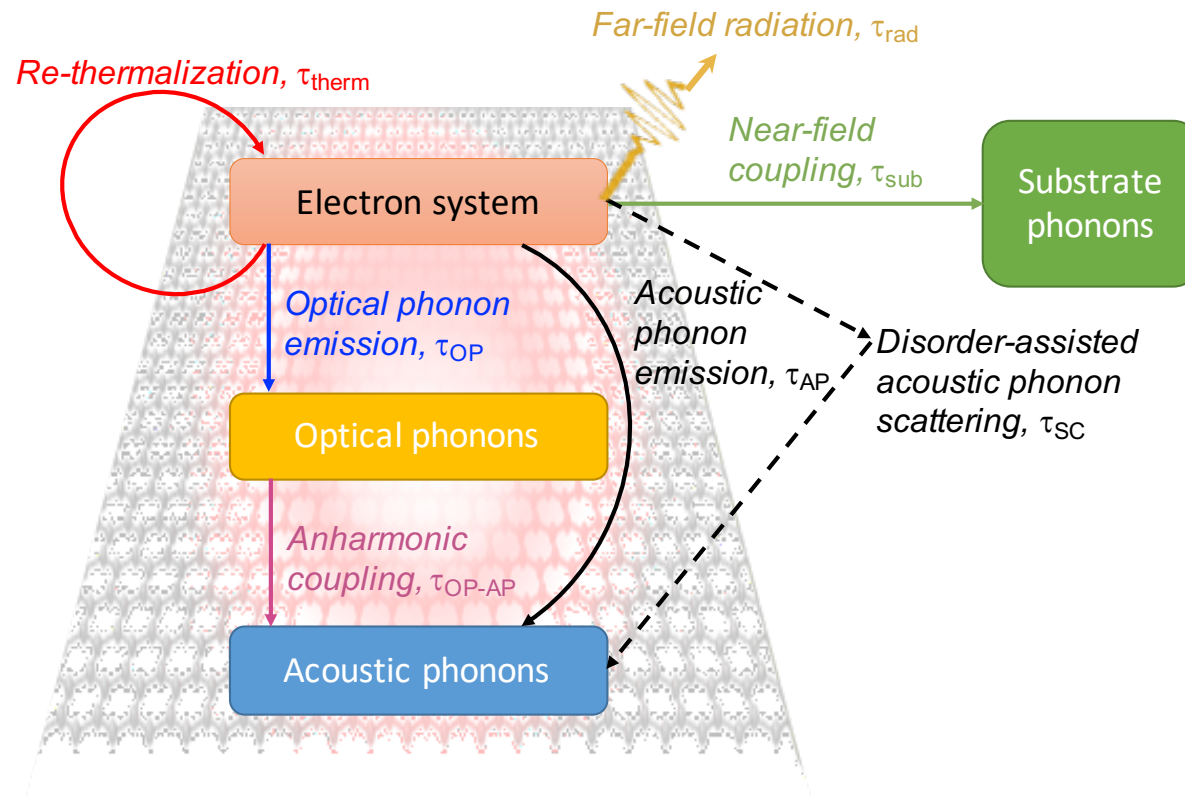 Far-field radiation, τrad
Re-thermalization, τtherm
Near-field
coupling, τsub
Electron system
Substrate
phonons
Optical phonon
emission, τOP
Acoustic
phonon
emission, τAP
Disorder-assisted
acoustic phonon
scattering, τSC
Optical phonons
Anharmonic
coupling, τOP-AP
Acoustic phonons